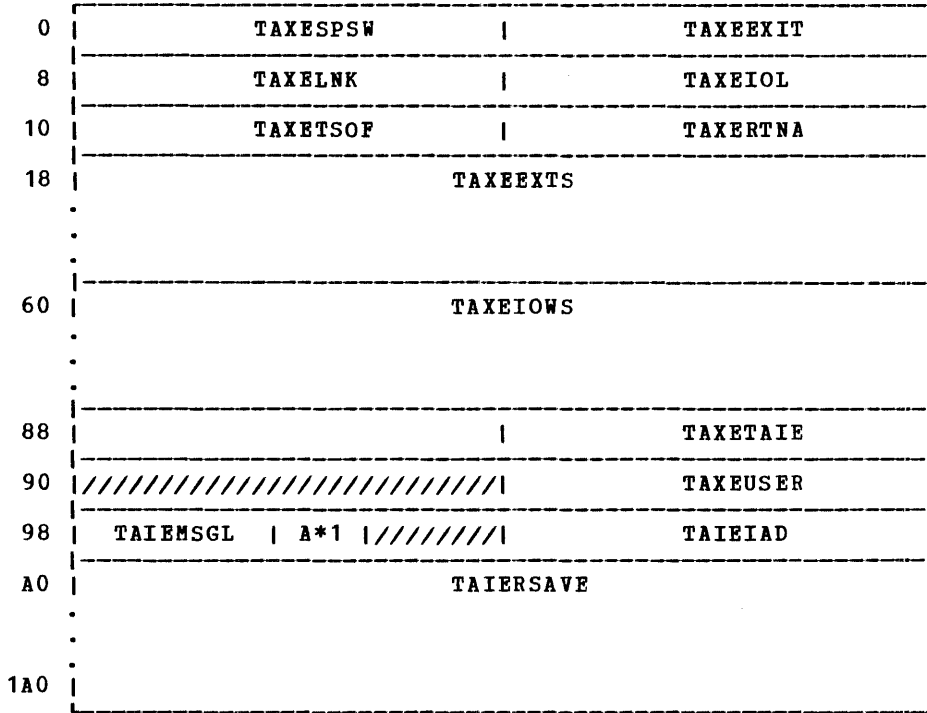 0 | TAXESPSW | TAXEEXIT
8 | TAXELNK | TAXEIOL
10 | TAXETSOF | TAXERTNA
18 | TAXEEXTS
60 | TAXEIOWS
88 | | TAXETAIE
90 |///////////////////////////| TAXEUSER
98 | TAIEMSGL | A*1 |////////| TAIEIAD
A0 | TAIERSAVE
1A0 |